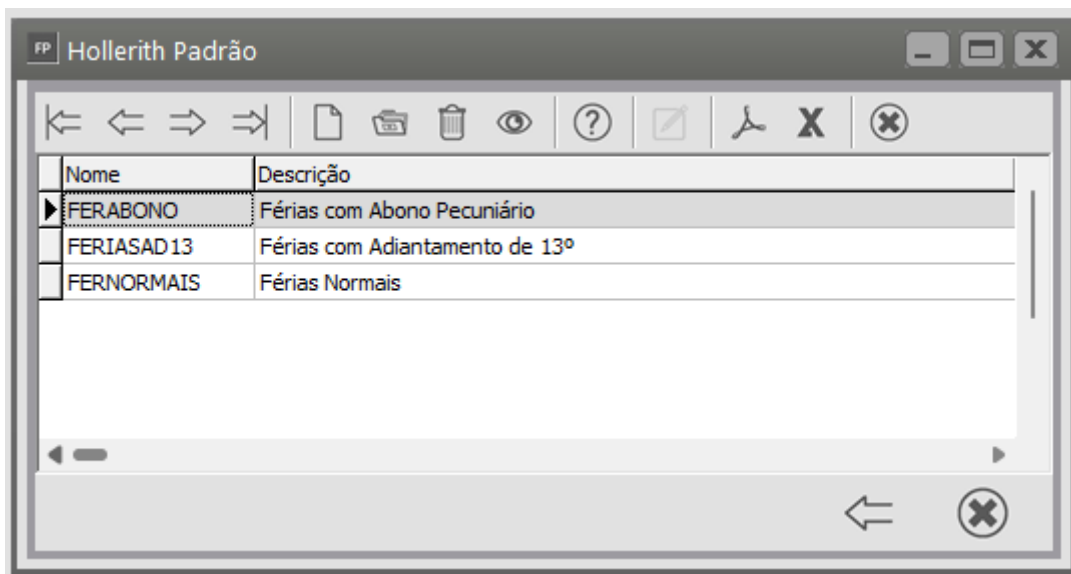 FP Hollerith Padrão
Nome Descrição
FERABONO Férias com Abono Pecuniário
FERIASAD13 Férias com Adiantamento de 13º
FERNORMAIS Férias Normais